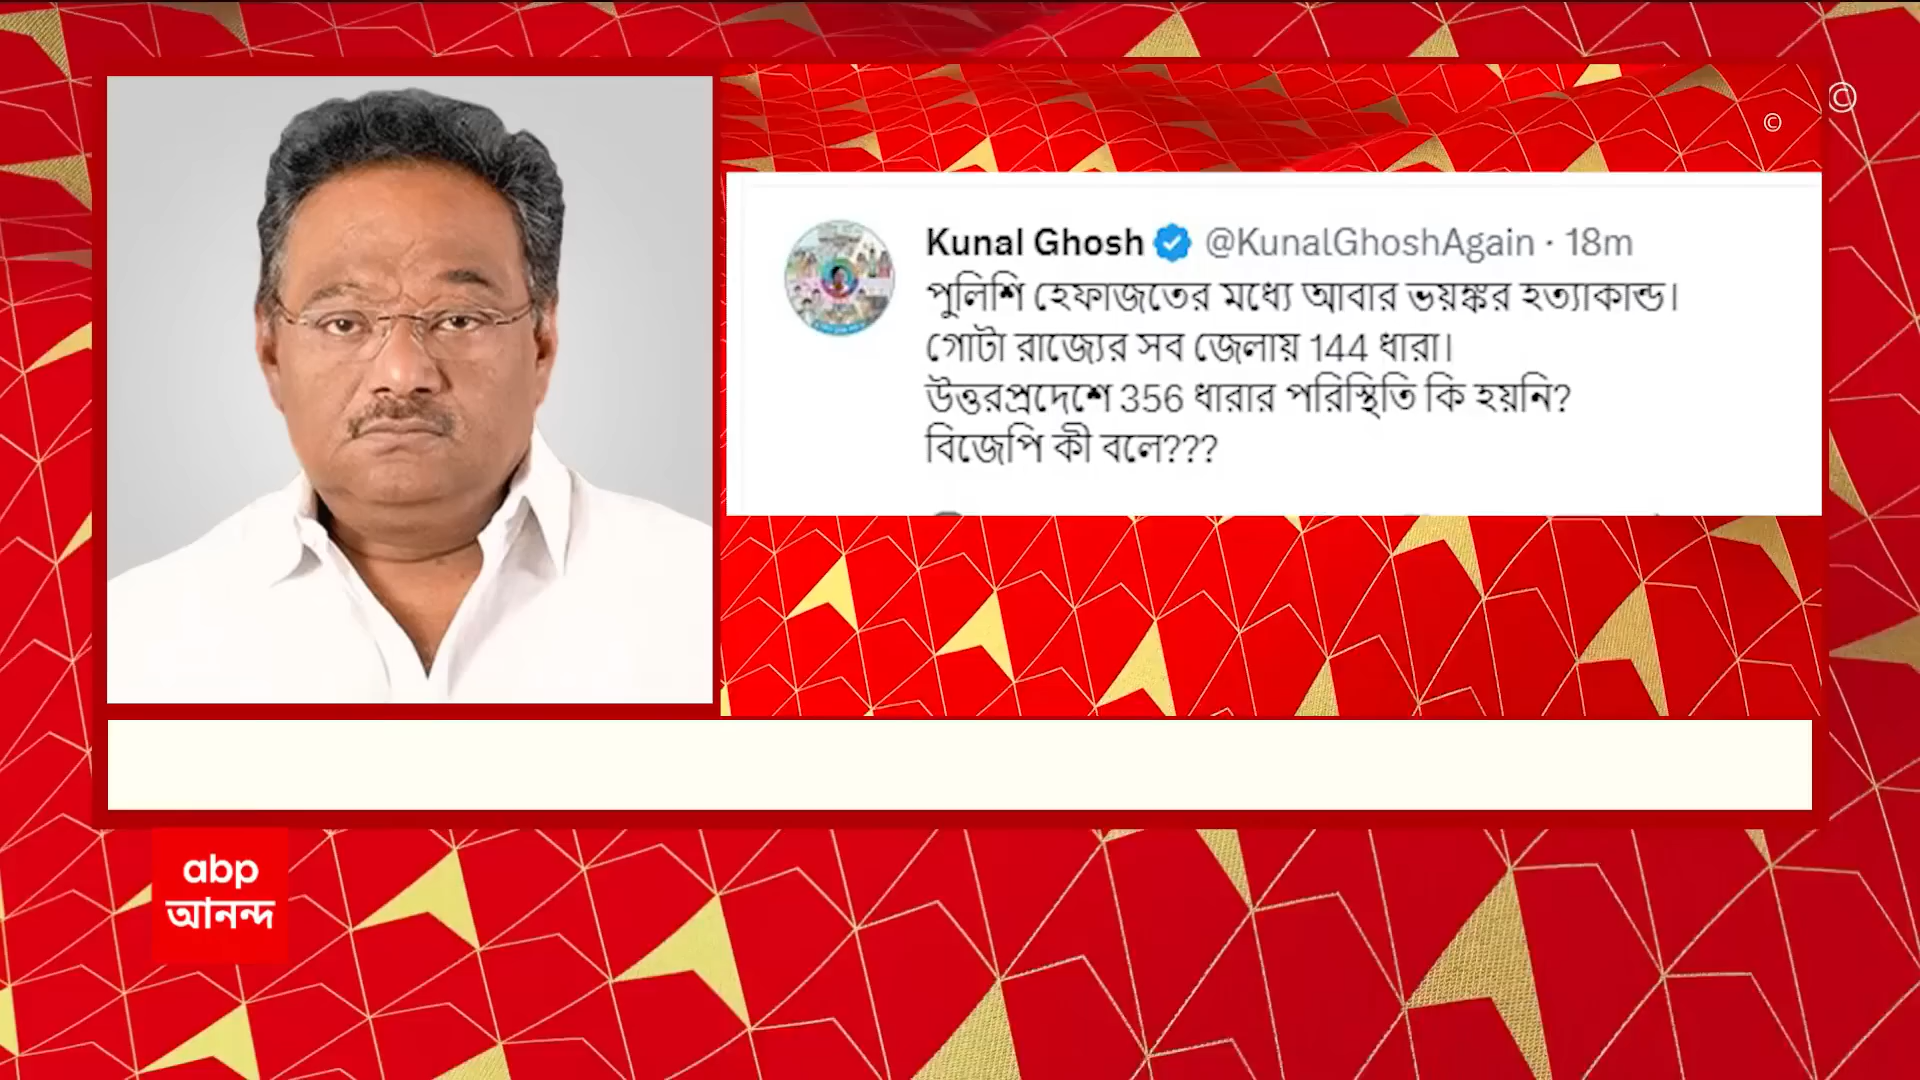 ©
©
Kunal Ghosh @KunalGhoshAgain · 18m
পুলিশি হেফাজতের মধ্যে আবার ভয়ঙ্কর হত্যাকান্ড।
গোটা রাজ্যের সব জেলায় 144 ধারা।
উত্তরপ্রদেশে 356 ধারার পরিস্থিতি কি হয়নি?
বিজেপি কী বলে???
abp
আনন্দ